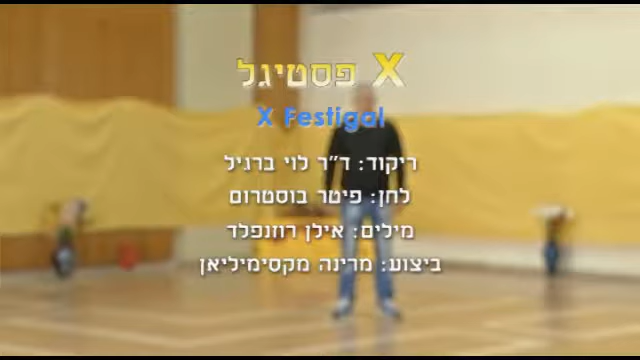 X פסטיגל
X Festigal
ריקוד: ד"ר לוי ברגיל
לחן: פיטר בוסטרום
מילים: אילן רוזנפלד
ביצוע: מרינה מקסימיליאן